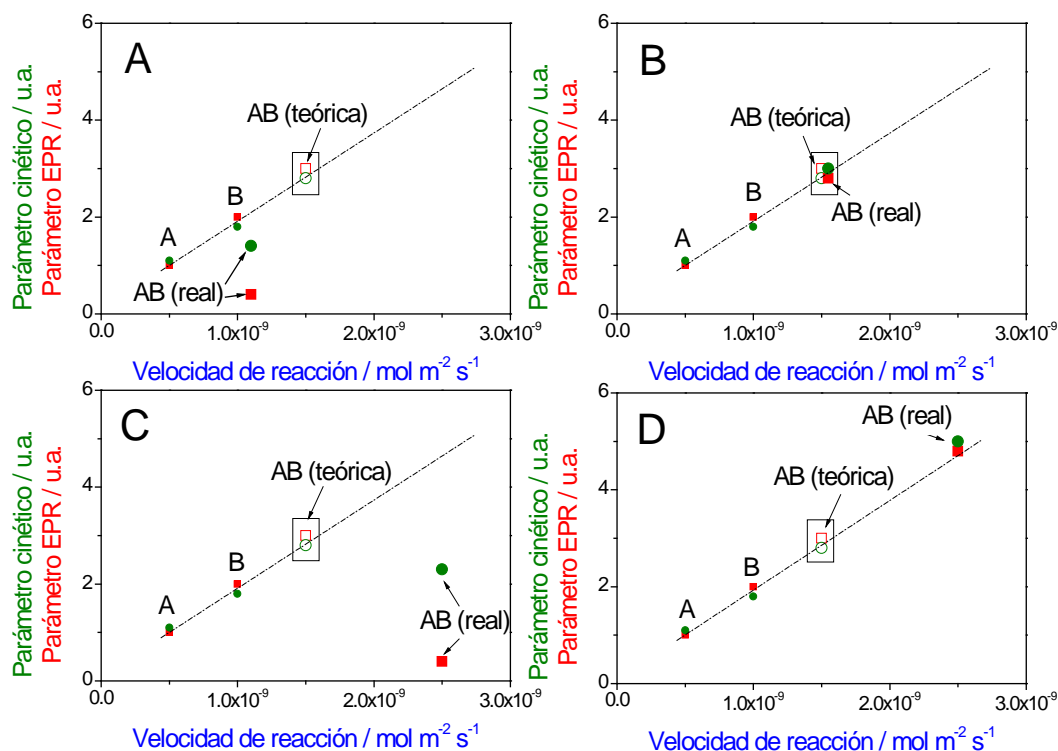 A
Parámetro cinético / u.a.
Parámetro EPR / u.a.
6
4
2
0
AB (teórica)
B
A
AB (real)
0.0 1.0x10⁻⁹ 2.0x10⁻⁹ 3.0x10⁻⁹
Velocidad de reacción / mol m⁻² s⁻¹
B
Parámetro cinético / u.a.
Parámetro EPR / u.a.
6
4
2
0
AB (teórica)
B
A
AB (real)
0.0 1.0x10⁻⁹ 2.0x10⁻⁹ 3.0x10⁻⁹
Velocidad de reacción / mol m⁻² s⁻¹
C
Parámetro cinético / u.a.
Parámetro EPR / u.a.
6
4
2
0
AB (teórica)
B
A
AB (real)
0.0 1.0x10⁻⁹ 2.0x10⁻⁹ 3.0x10⁻⁹
Velocidad de reacción / mol m⁻² s⁻¹
D
Parámetro cinético / u.a.
Parámetro EPR / u.a.
6
4
2
0
AB (real)
AB (teórica)
B
A
0.0 1.0x10⁻⁹ 2.0x10⁻⁹ 3.0x10⁻⁹
Velocidad de reacción / mol m⁻² s⁻¹